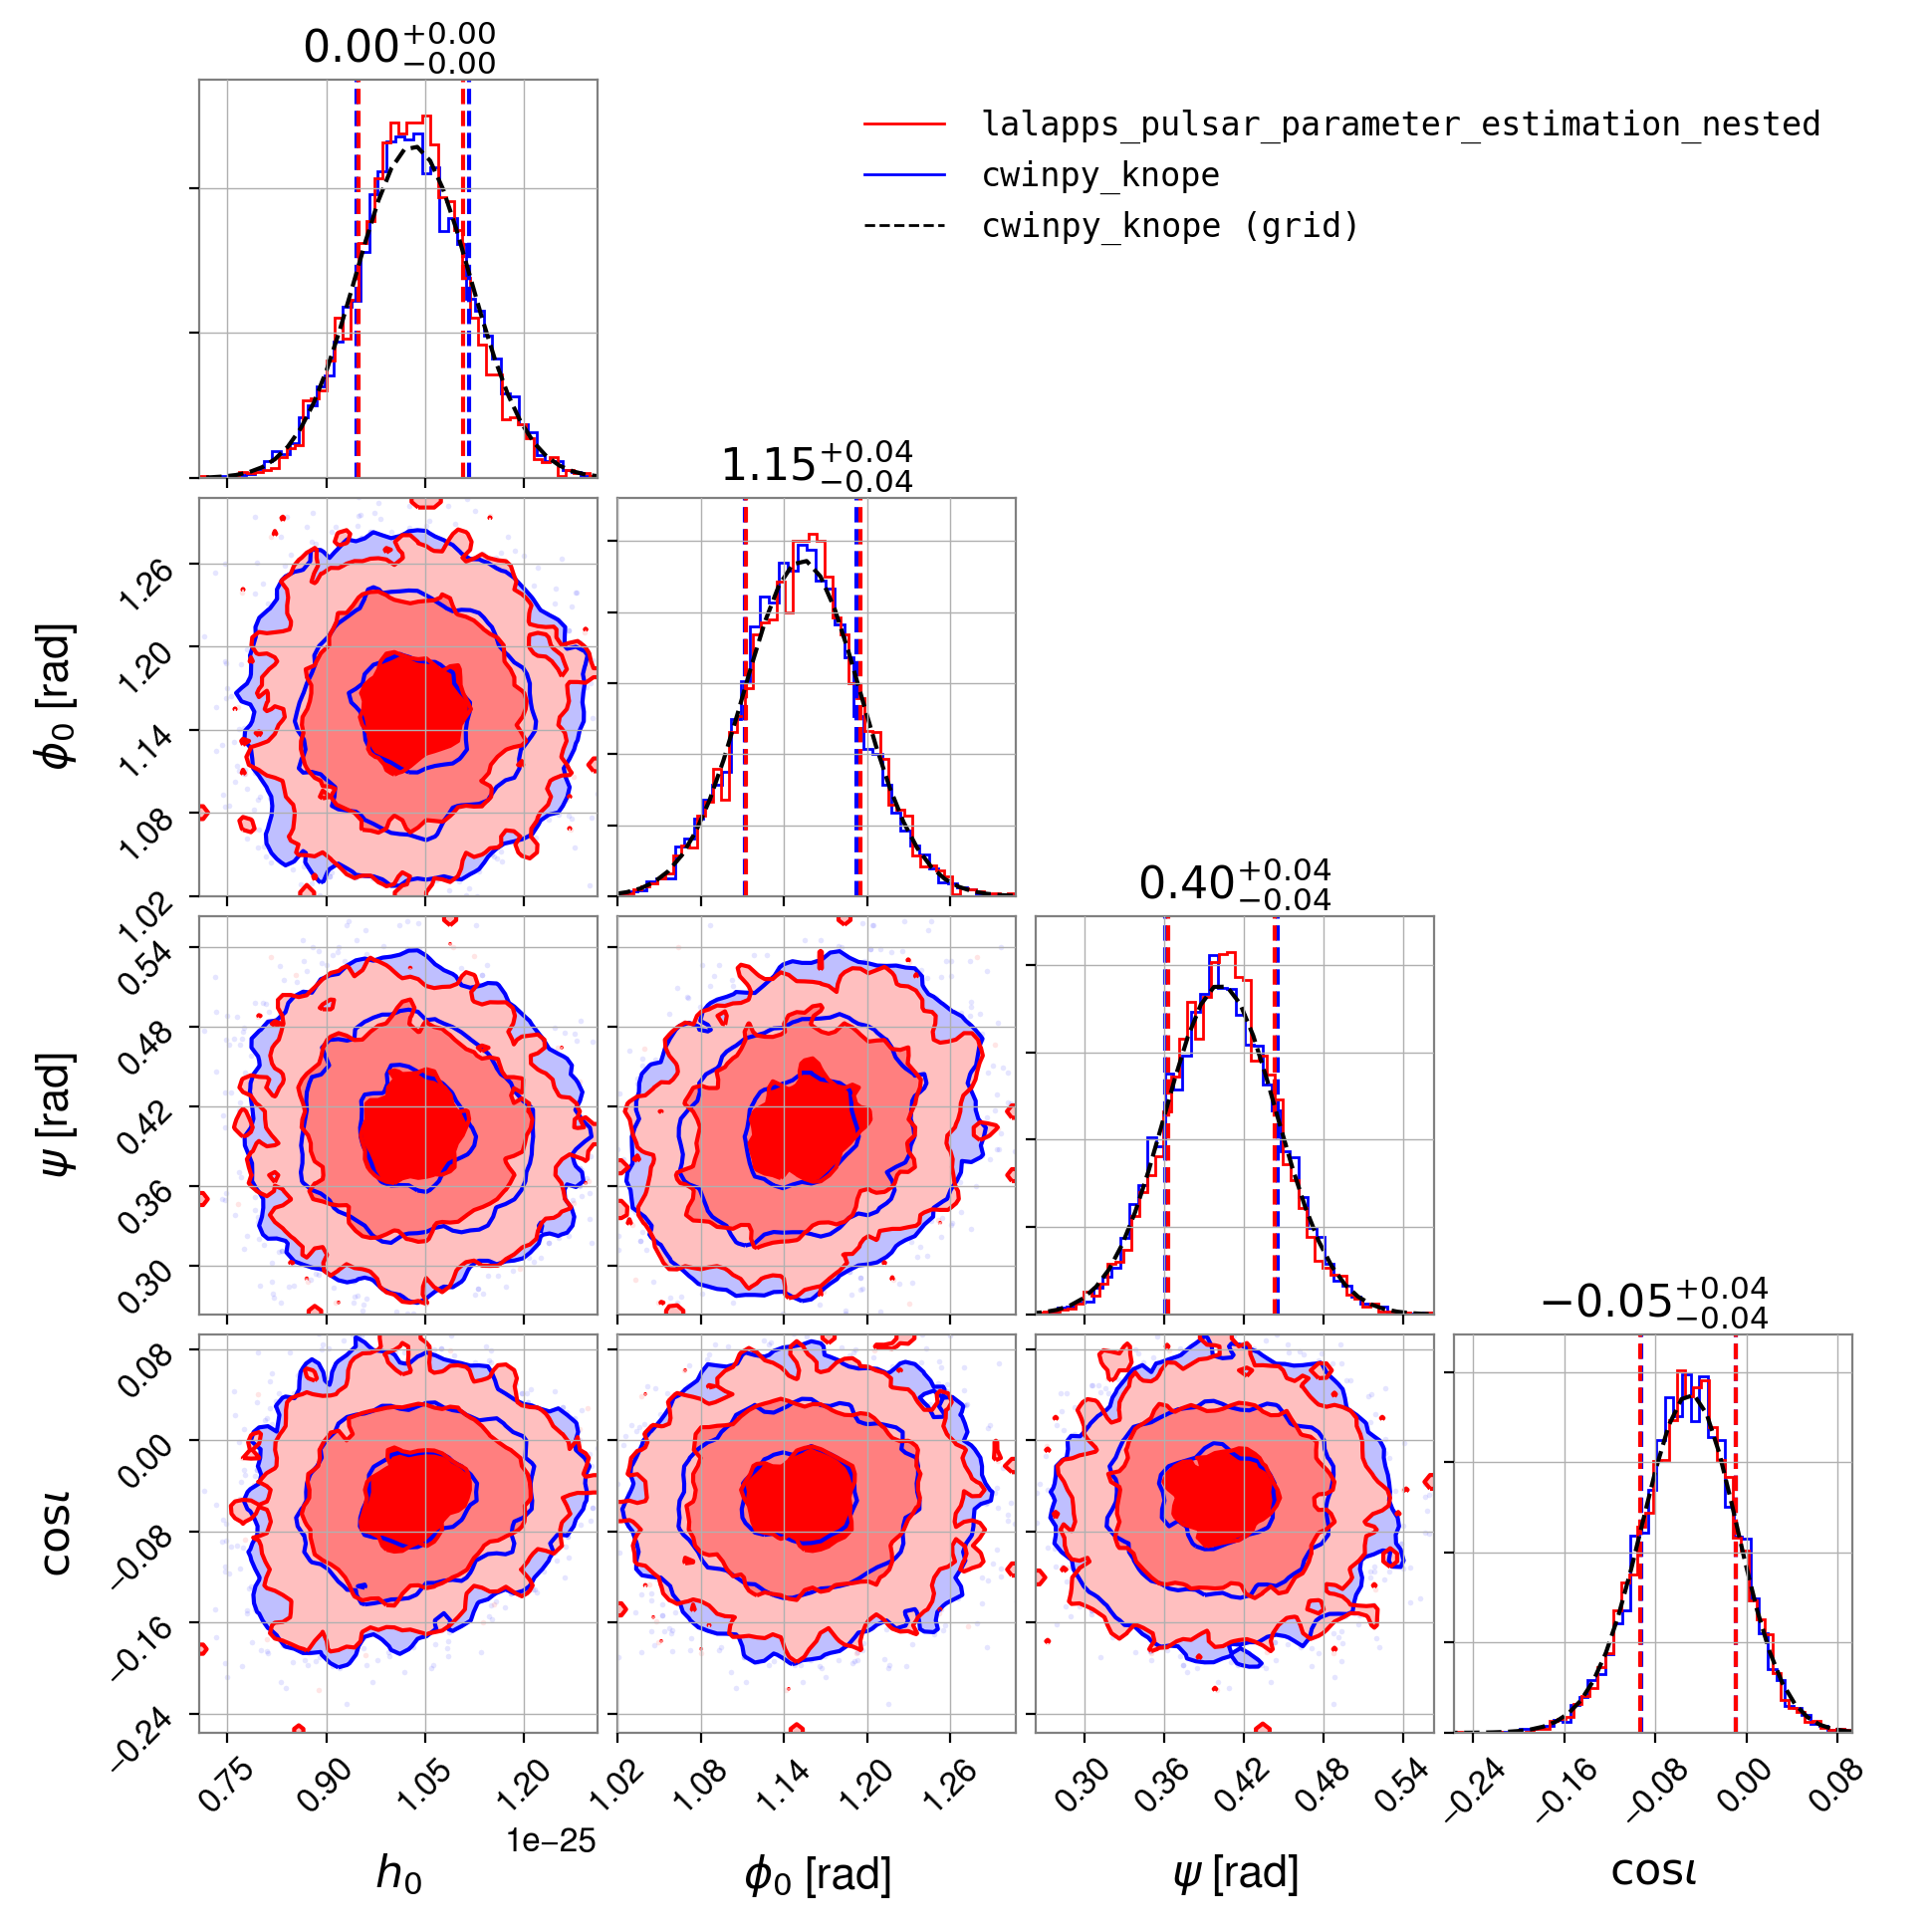 0.00+0.00 −0.00
lalapps_pulsar_parameter_estimation_nested
cwinpy_knope
cwinpy_knope (grid)
1.15+0.04 −0.04
ϕ0 [rad]
1.26
1.20
1.14
1.08
1.02
0.40+0.04 −0.04
ψ [rad]
0.54
0.48
0.42
0.36
0.30
−0.05+0.04 −0.04
cosι
0.08
0.00
−0.08
−0.16
−0.24
0.75 0.90 1.05 1.20
1e−25
h0
1.02 1.08 1.14 1.20 1.26
ϕ0 [rad]
0.30 0.36 0.42 0.48 0.54
ψ [rad]
−0.24 −0.16 −0.08 0.00 0.08
cosι